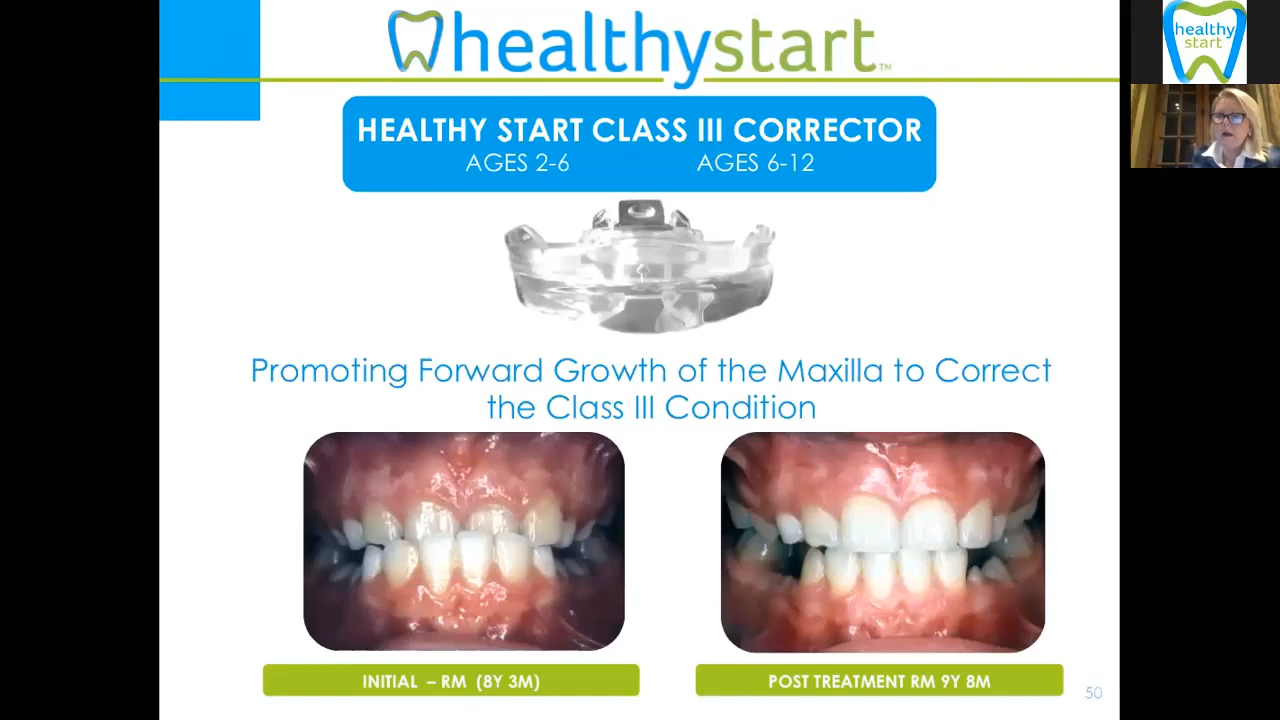 healthystart™
healthy
start
HEALTHY START CLASS III CORRECTOR
AGES 2-6 AGES 6-12
Promoting Forward Growth of the Maxilla to Correct
the Class III Condition
INITIAL – RM (8Y 3M)
POST TREATMENT RM 9Y 8M
50